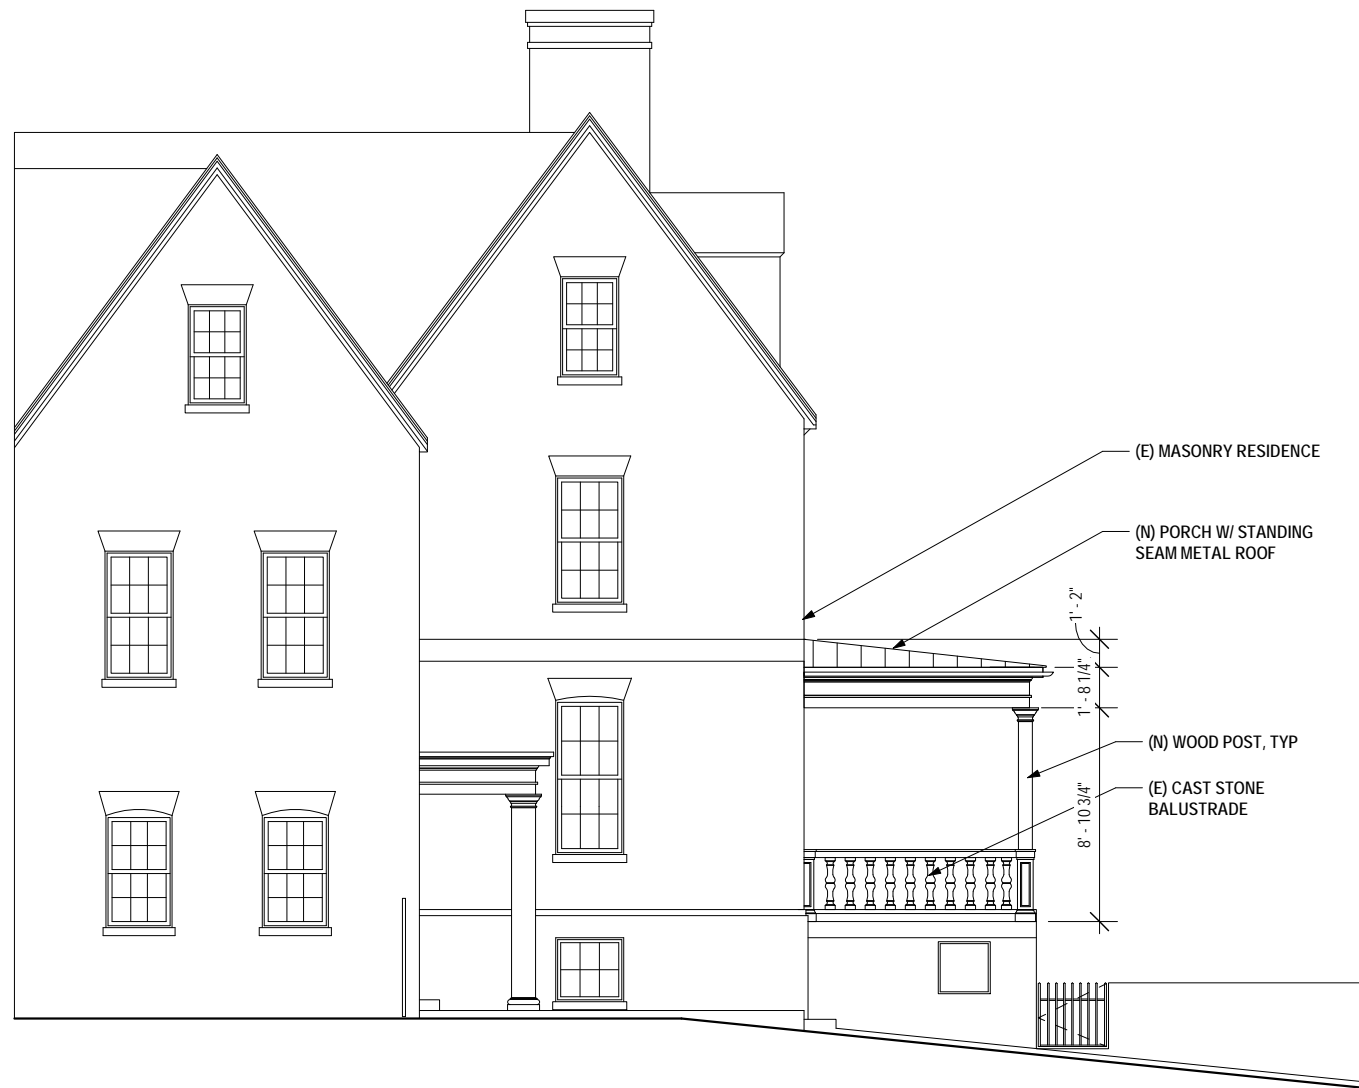 (E) MASONRY RESIDENCE
(N) PORCH W/ STANDING
SEAM METAL ROOF
1' - 2"
1' - 8 1/4"
(N) WOOD POST, TYP
(E) CAST STONE
BALUSTRADE
8' - 10 3/4"